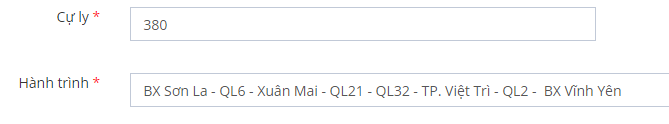 Cự ly *
380
Hành trình *
BX Sơn La - QL6 - Xuân Mai - QL21 - QL32 - TP. Việt Trì - QL2 -  BX Vĩnh Yên